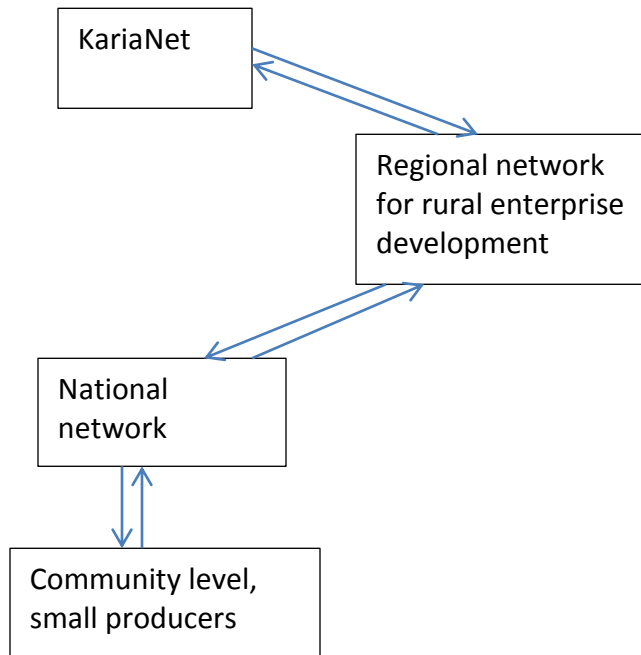 KariaNet
Regional network
for rural enterprise
development
National
network
Community level,
small producers